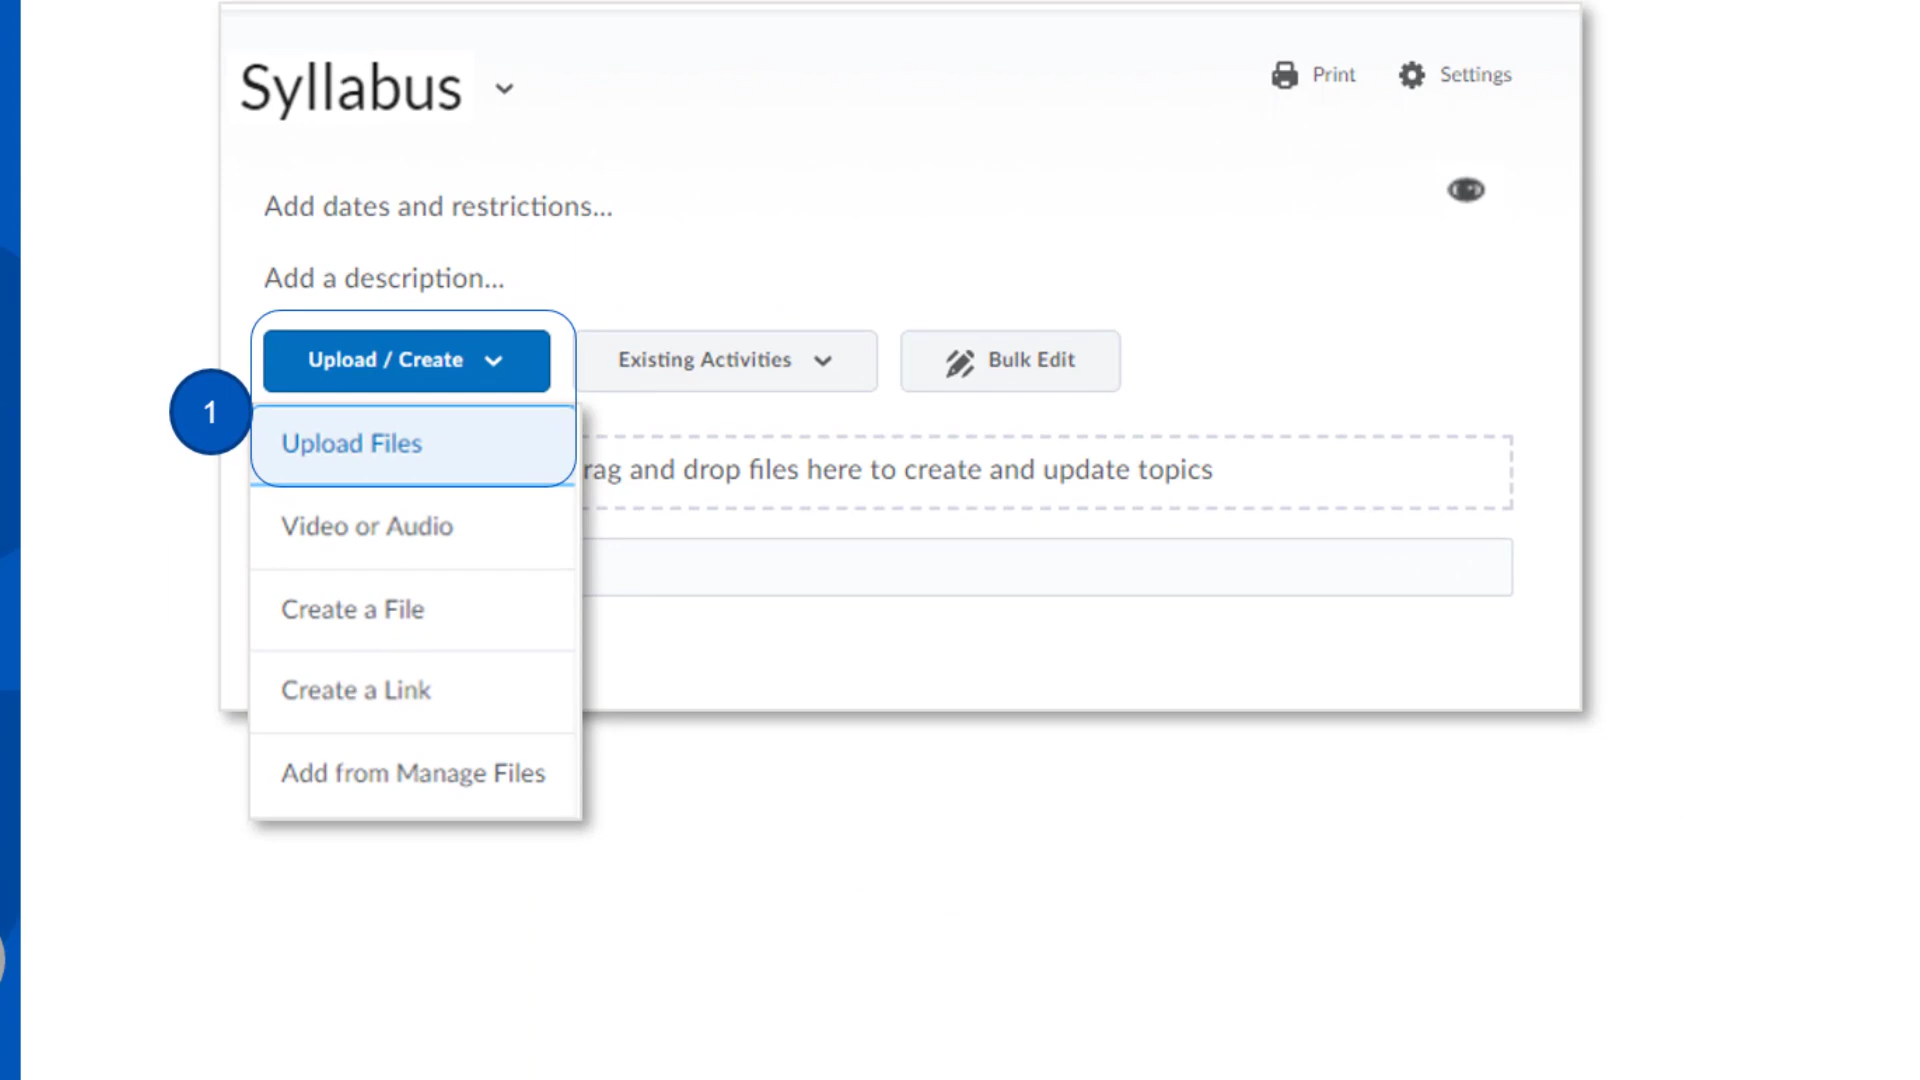 Syllabus
Print
Settings
Add dates and restrictions...
Add a description...
Upload / Create
Existing Activities
Bulk Edit
1
Upload Files
rag and drop files here to create and update topics
Video or Audio
Create a File
Create a Link
Add from Manage Files